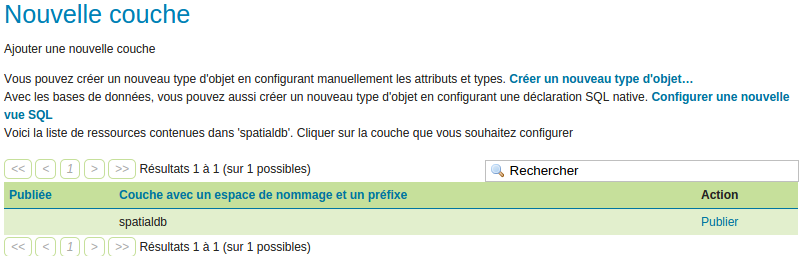 Nouvelle couche
Ajouter une nouvelle couche
Vous pouvez créer un nouveau type d'objet en configurant manuellement les attributs et types. Créer un nouveau type d'objet…
Avec les bases de données, vous pouvez aussi créer un nouveau type d'objet en configurant une déclaration SQL native. Configurer une nouvelle
vue SQL
Voici la liste de ressources contenues dans 'spatialdb'. Cliquer sur la couche que vous souhaitez configurer
<< < 1 > >> Résultats 1 à 1 (sur 1 possibles) Rechercher
Publiée Couche avec un espace de nommage et un préfixe Action
spatialdb Publier
<< < 1 > >> Résultats 1 à 1 (sur 1 possibles)